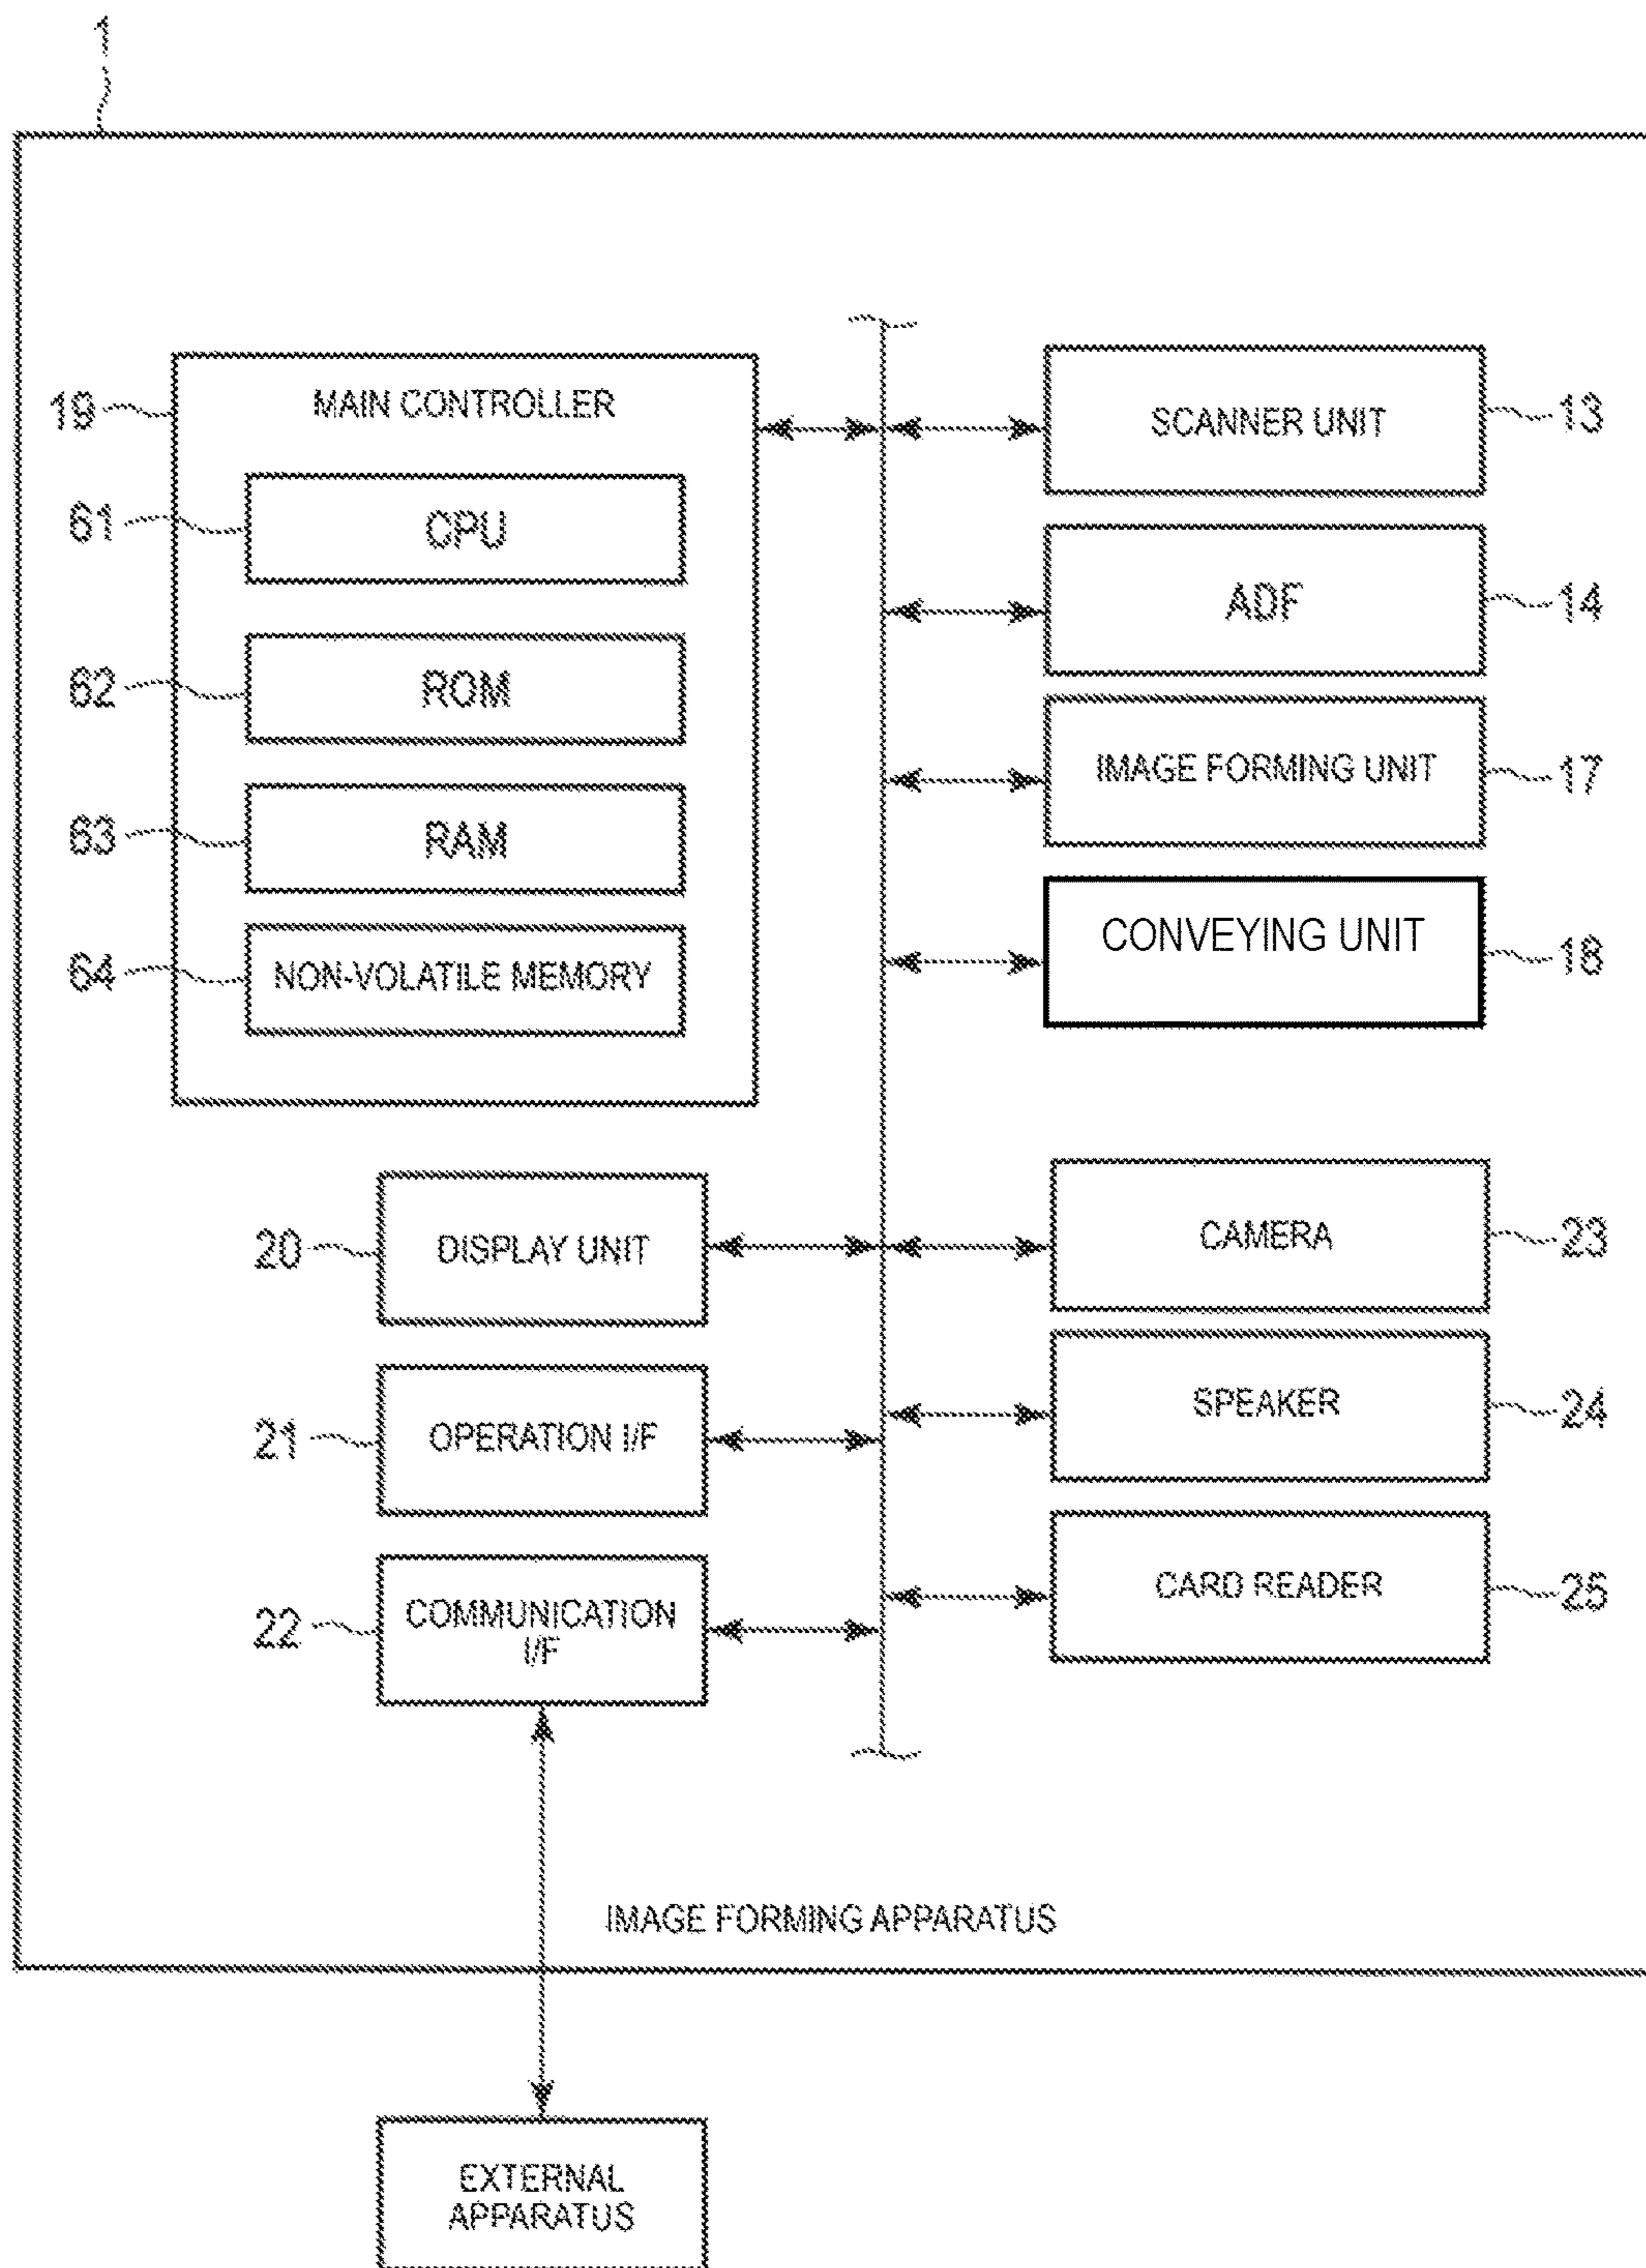 1
19
MAIN CONTROLLER
61
CPU
62
ROM
63
RAM
64
NON-VOLATILE MEMORY
SCANNER UNIT
13
ADF
14
IMAGE FORMING UNIT
17
CONVEYING UNIT
18
20
DISPLAY UNIT
21
OPERATION I/F
22
COMMUNICATION
I/F
CAMERA
23
SPEAKER
24
CARD READER
25
IMAGE FORMING APPARATUS
EXTERNAL
APPARATUS